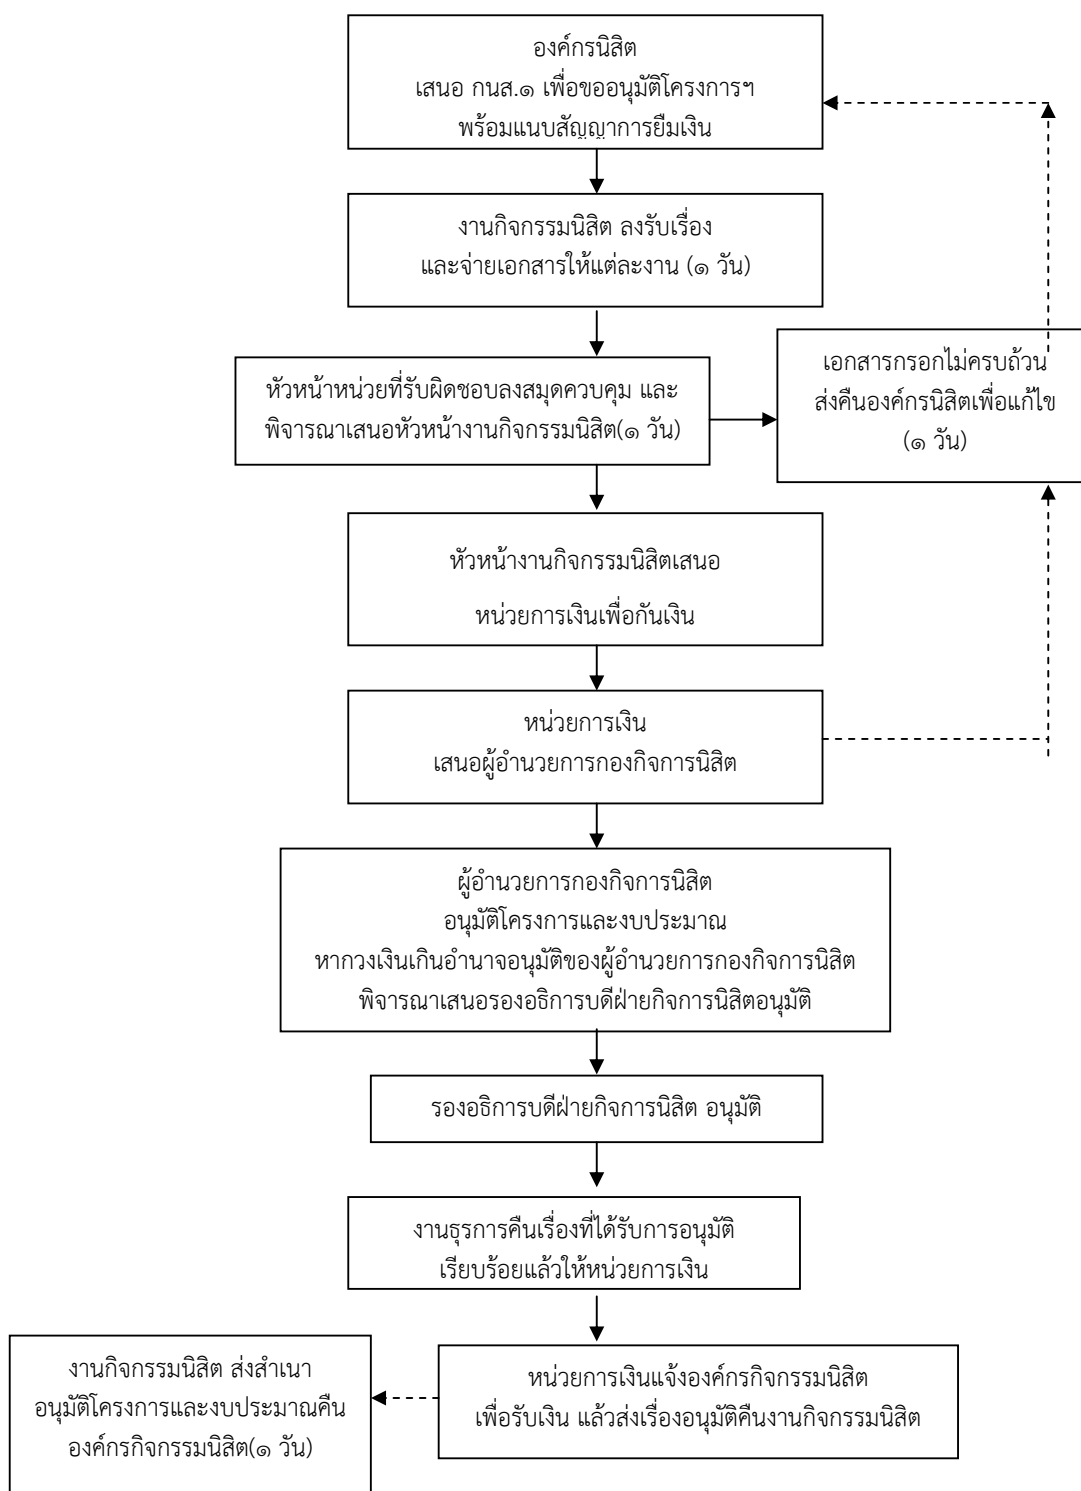 องค์กรนิสิต
เสนอ กนส.๑ เพื่อขออนุมัติโครงการฯ
พร้อมแนบสัญญาการยืมเงิน
งานกิจกรรมนิสิต ลงรับเรื่อง
และจ่ายเอกสารให้แต่ละงาน (๑ วัน)
หัวหน้าหน่วยที่รับผิดชอบลงสมุดควบคุม และ
พิจารณาเสนอหัวหน้างานกิจกรรมนิสิต(๑ วัน)
เอกสารกรอกไม่ครบถ้วน
ส่งคืนองค์กรนิสิตเพื่อแก้ไข
(๑ วัน)
หัวหน้างานกิจกรรมนิสิตเสนอ
หน่วยการเงินเพื่อกันเงิน
หน่วยการเงิน
เสนอผู้อำนวยการกองกิจการนิสิต
ผู้อำนวยการกองกิจการนิสิต
อนุมัติโครงการและงบประมาณ
หากวงเงินเกินอำนาจอนุมัติของผู้อำนวยการกองกิจการนิสิต
พิจารณาเสนอรองอธิการบดีฝ่ายกิจการนิสิตอนุมัติ
รองอธิการบดีฝ่ายกิจการนิสิต อนุมัติ
งานธุรการคืนเรื่องที่ได้รับการอนุมัติ
เรียบร้อยแล้วให้หน่วยการเงิน
หน่วยการเงินแจ้งองค์กรกิจกรรมนิสิต
เพื่อรับเงิน แล้วส่งเรื่องอนุมัติคืนงานกิจกรรมนิสิต
งานกิจกรรมนิสิต ส่งสำเนา
อนุมัติโครงการและงบประมาณคืน
องค์กรกิจกรรมนิสิต(๑ วัน)